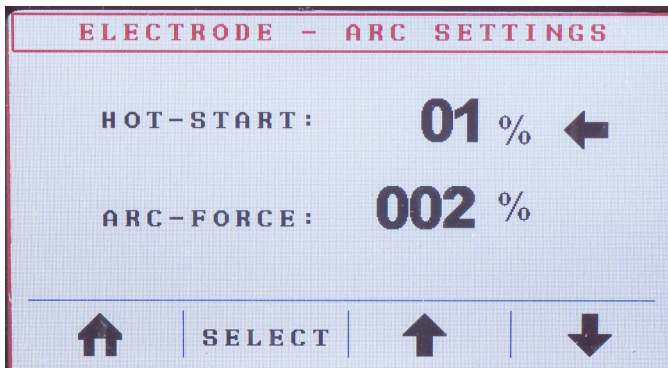 ELECTRODE - ARC SETTINGS
HOT-START: 01 %
ARC-FORCE: 002 %
SELECT